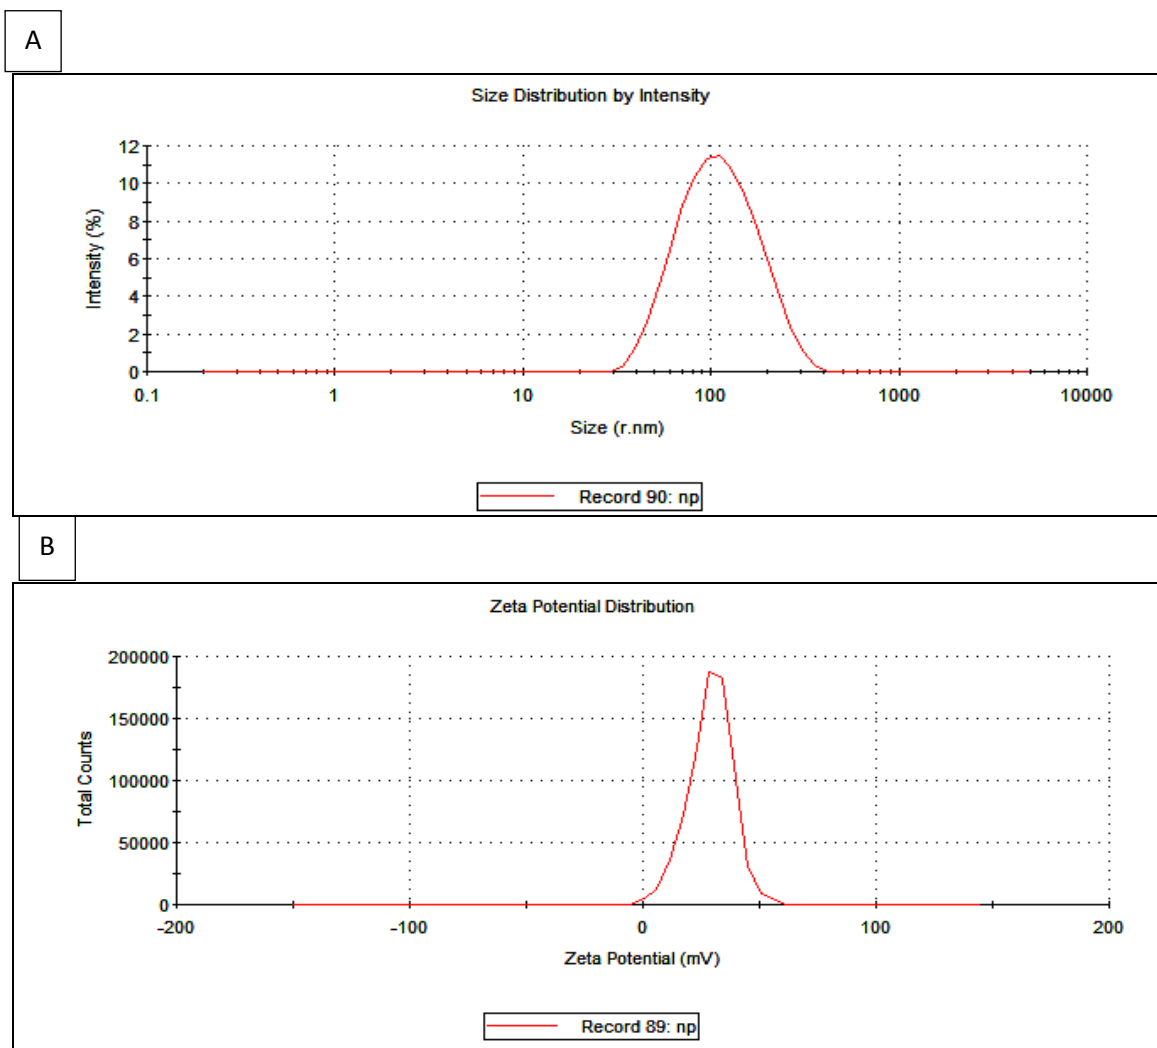 A
Size Distribution by Intensity
12
10
8
6
4
2
0
Intensity (%)
0.1 1 10 100 1000 10000
Size (r.nm)
Record 90: np
B
Zeta Potential Distribution
200000
150000
100000
50000
0
Total Counts
-200 -100 0 100 200
Zeta Potential (mV)
Record 89: np